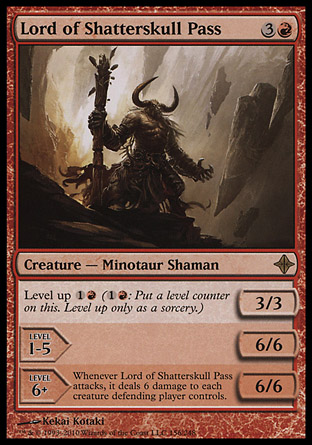 Lord of Shatterskull Pass 3
Creature — Minotaur Shaman
Level up 1 (1: Put a level counter
on this. Level up only as a sorcery.)
3/3
LEVEL
1-5
6/6
LEVEL
6+
Whenever Lord of Shatterskull Pass
attacks, it deals 6 damage to each
creature defending player controls.
6/6
Kekai Kotaki